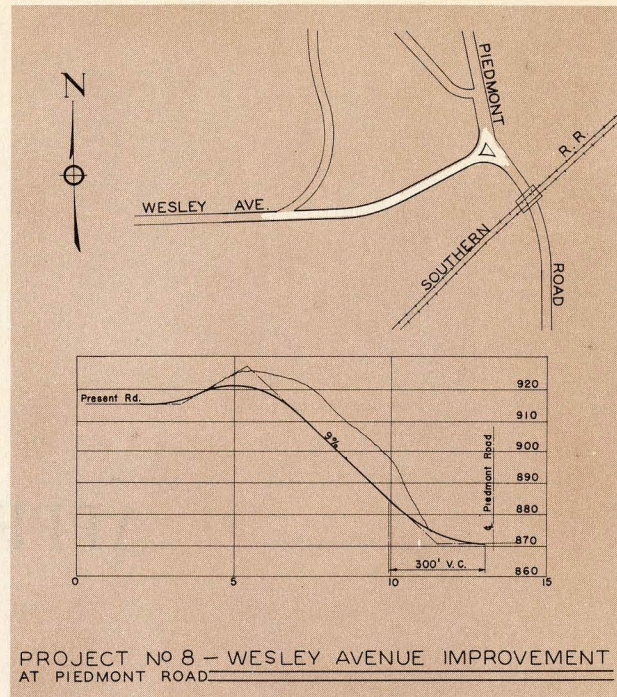 N
PIEDMONT
R.R
WESLEY AVE.
SOUTHERN
ROAD
Present Rd.
9%
920
910
900
890
880
870
860
℄ Piedmont Road
300' V.C.
0
5
10
15
PROJECT No 8 – WESLEY AVENUE IMPROVEMENT
AT PIEDMONT ROAD